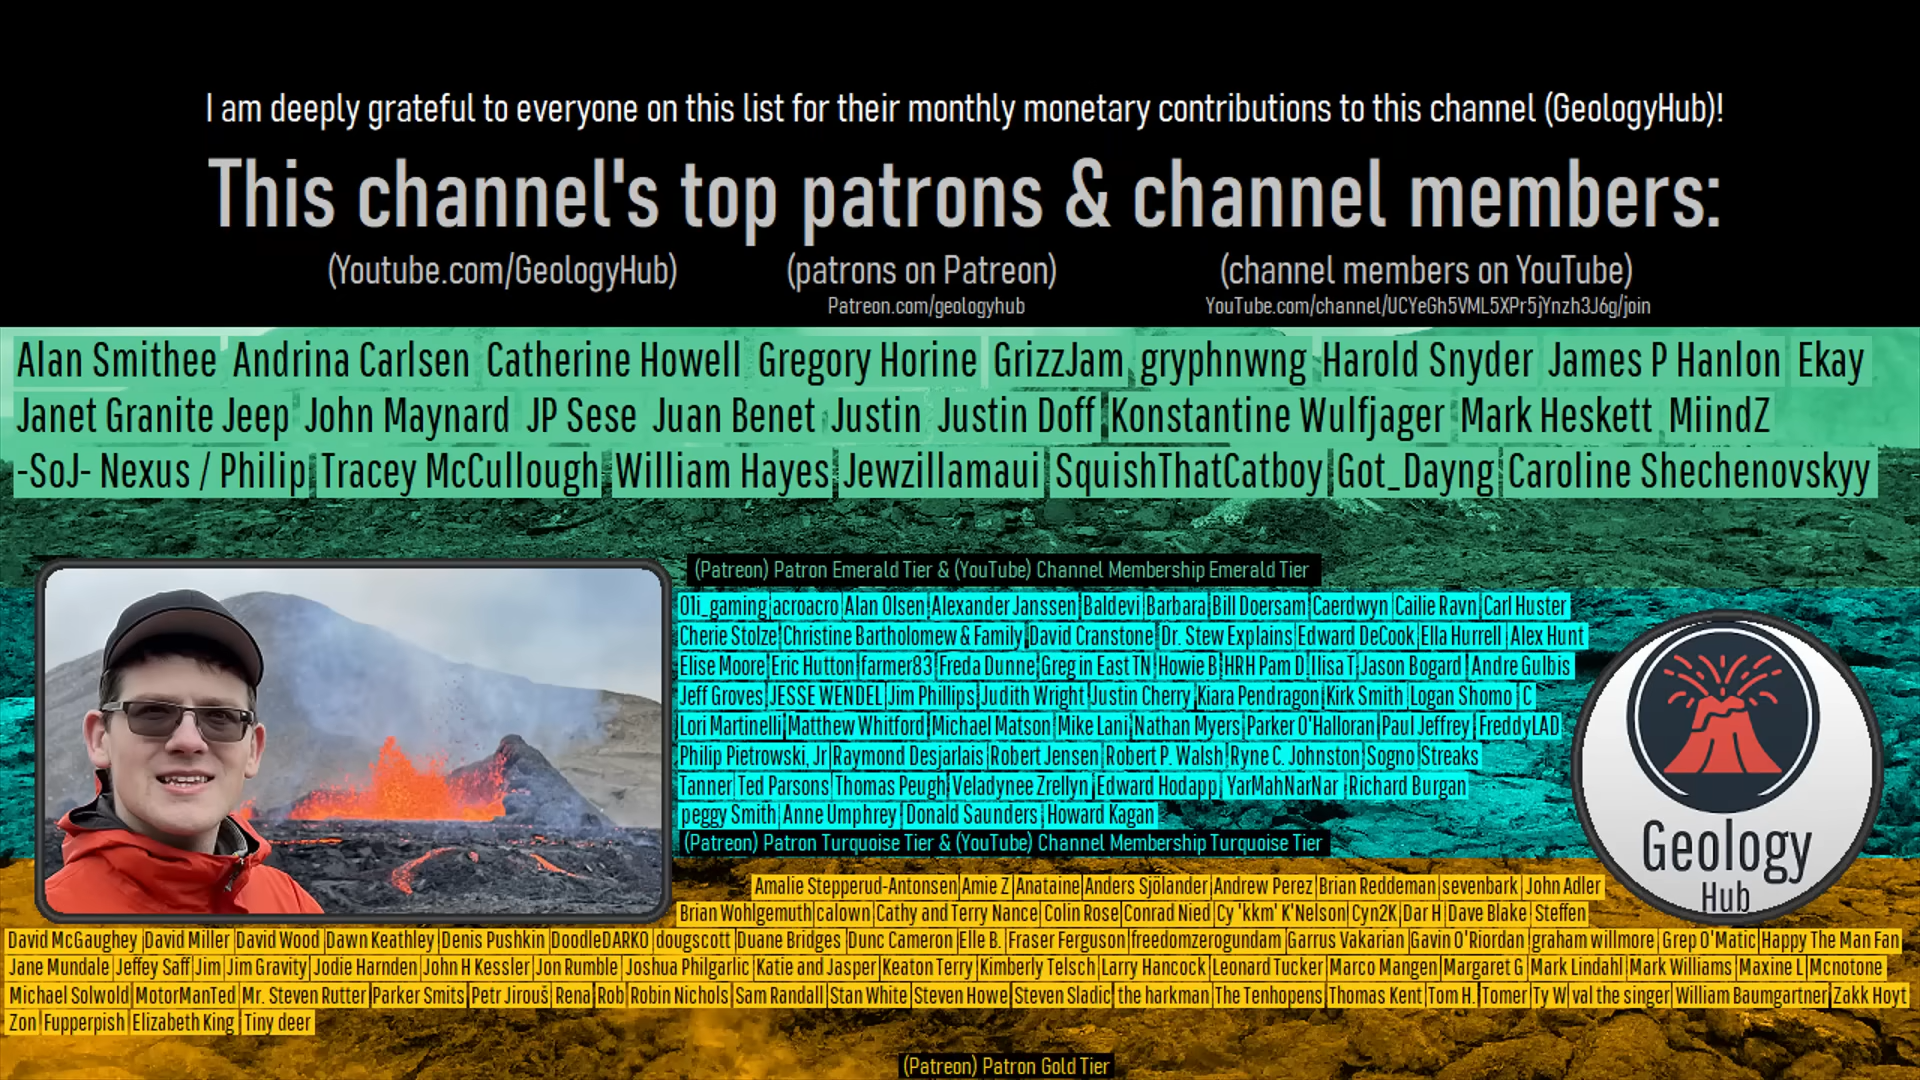 I am deeply grateful to everyone on this list for their monthly monetary contributions to this channel (GeologyHub)!
This channel's top patrons & channel members:
(Youtube.com/GeologyHub) (patrons on Patreon) (channel members on YouTube)
Patreon.com/geologyhub YouTube.com/channel/UCYeGh5VML5XPr5jYnzh3J6g/join
Alan Smithee Andrina Carlsen Catherine Howell Gregory Horine GrizzJam gryphnwng Harold Snyder James P Hanlon Ekay
Janet Granite Jeep John Maynard JP Sese Juan Benet Justin Justin Doff Konstantine Wulfjager Mark Heskett MiindZ
-SoJ- Nexus / Philip Tracey McCullough William Hayes Jewzillamaui SquishThatCatboy Got_Dayng Caroline Shechenovskyy
(Patreon) Patron Emerald Tier & (YouTube) Channel Membership Emerald Tier
01i_gaming acroacro Alan Olsen Alexander Janssen Baldevi Barbara Bill Doersam Caerdwyn Cailie Ravn Carl Huster
Cherie Stolze Christine Bartholomew & Family David Cranstone Dr. Stew Explains Edward DeCook Ella Hurrell Alex Hunt
Elise Moore Eric Hutton farmer83 Freda Dunne Greg in East TN Howie B HRH Pam D Ilisa T Jason Bogard Andre Gulbis
Jeff Groves JESSE WENDEL Jim Phillips Judith Wright Justin Cherry Kiara Pendragon Kirk Smith Logan Shomo C
Lori Martinelli Matthew Whitford Michael Matson Mike Lani Nathan Myers Parker O'Halloran Paul Jeffrey FreddyLAD
Philip Pietrowski, Jr Raymond Desjarlais Robert Jensen Robert P. Walsh Ryne C. Johnston Sogno Streaks
Tanner Ted Parsons Thomas Peugh Veladynee Zrellyn Edward Hodapp YarMahNarNar Richard Burgan
peggy Smith Anne Umphrey Donald Saunders Howard Kagan
(Patreon) Patron Turquoise Tier & (YouTube) Channel Membership Turquoise Tier
Geology
Hub
Amalie Stepperud-Antonsen Amie Z Anataine Anders Sjölander Andrew Perez Brian Reddeman sevenbark John Adler
Brian Wohlgemuth calown Cathy and Terry Nance Colin Rose Conrad Nied Cy 'kkm' K'Nelson Cyn2K Dar H Dave Blake Steffen
David McGaughey David Miller David Wood Dawn Keathley Denis Pushkin DoodleDARKO dougscott Duane Bridges Dunc Cameron Elle B. Fraser Ferguson freedomzerogundam Garrus Vakarian Gavin O'Riordan graham willmore Grep O'Matic Happy The Man Fan
Jane Mundale Jeffey Saff Jim Jim Gravity Jodie Harnden John H Kessler Jon Rumble Joshua Philgarlic Katie and Jasper Keaton Terry Kimberly Telsch Larry Hancock Leonard Tucker Marco Mangen Margaret G Mark Lindahl Mark Williams Maxine L Mcnotone
Michael Solwold MotorManTed Mr. Steven Rutter Parker Smits Petr Jirouš Rena Rob Robin Nichols Sam Randall Stan White Steven Howe Steven Sladic the harkman The Tenhopens Thomas Kent Tom H. Tomer Ty W val the singer William Baumgartner Zakk Hoyt
Zon Fupperpish Elizabeth King Tiny deer
(Patreon) Patron Gold Tier